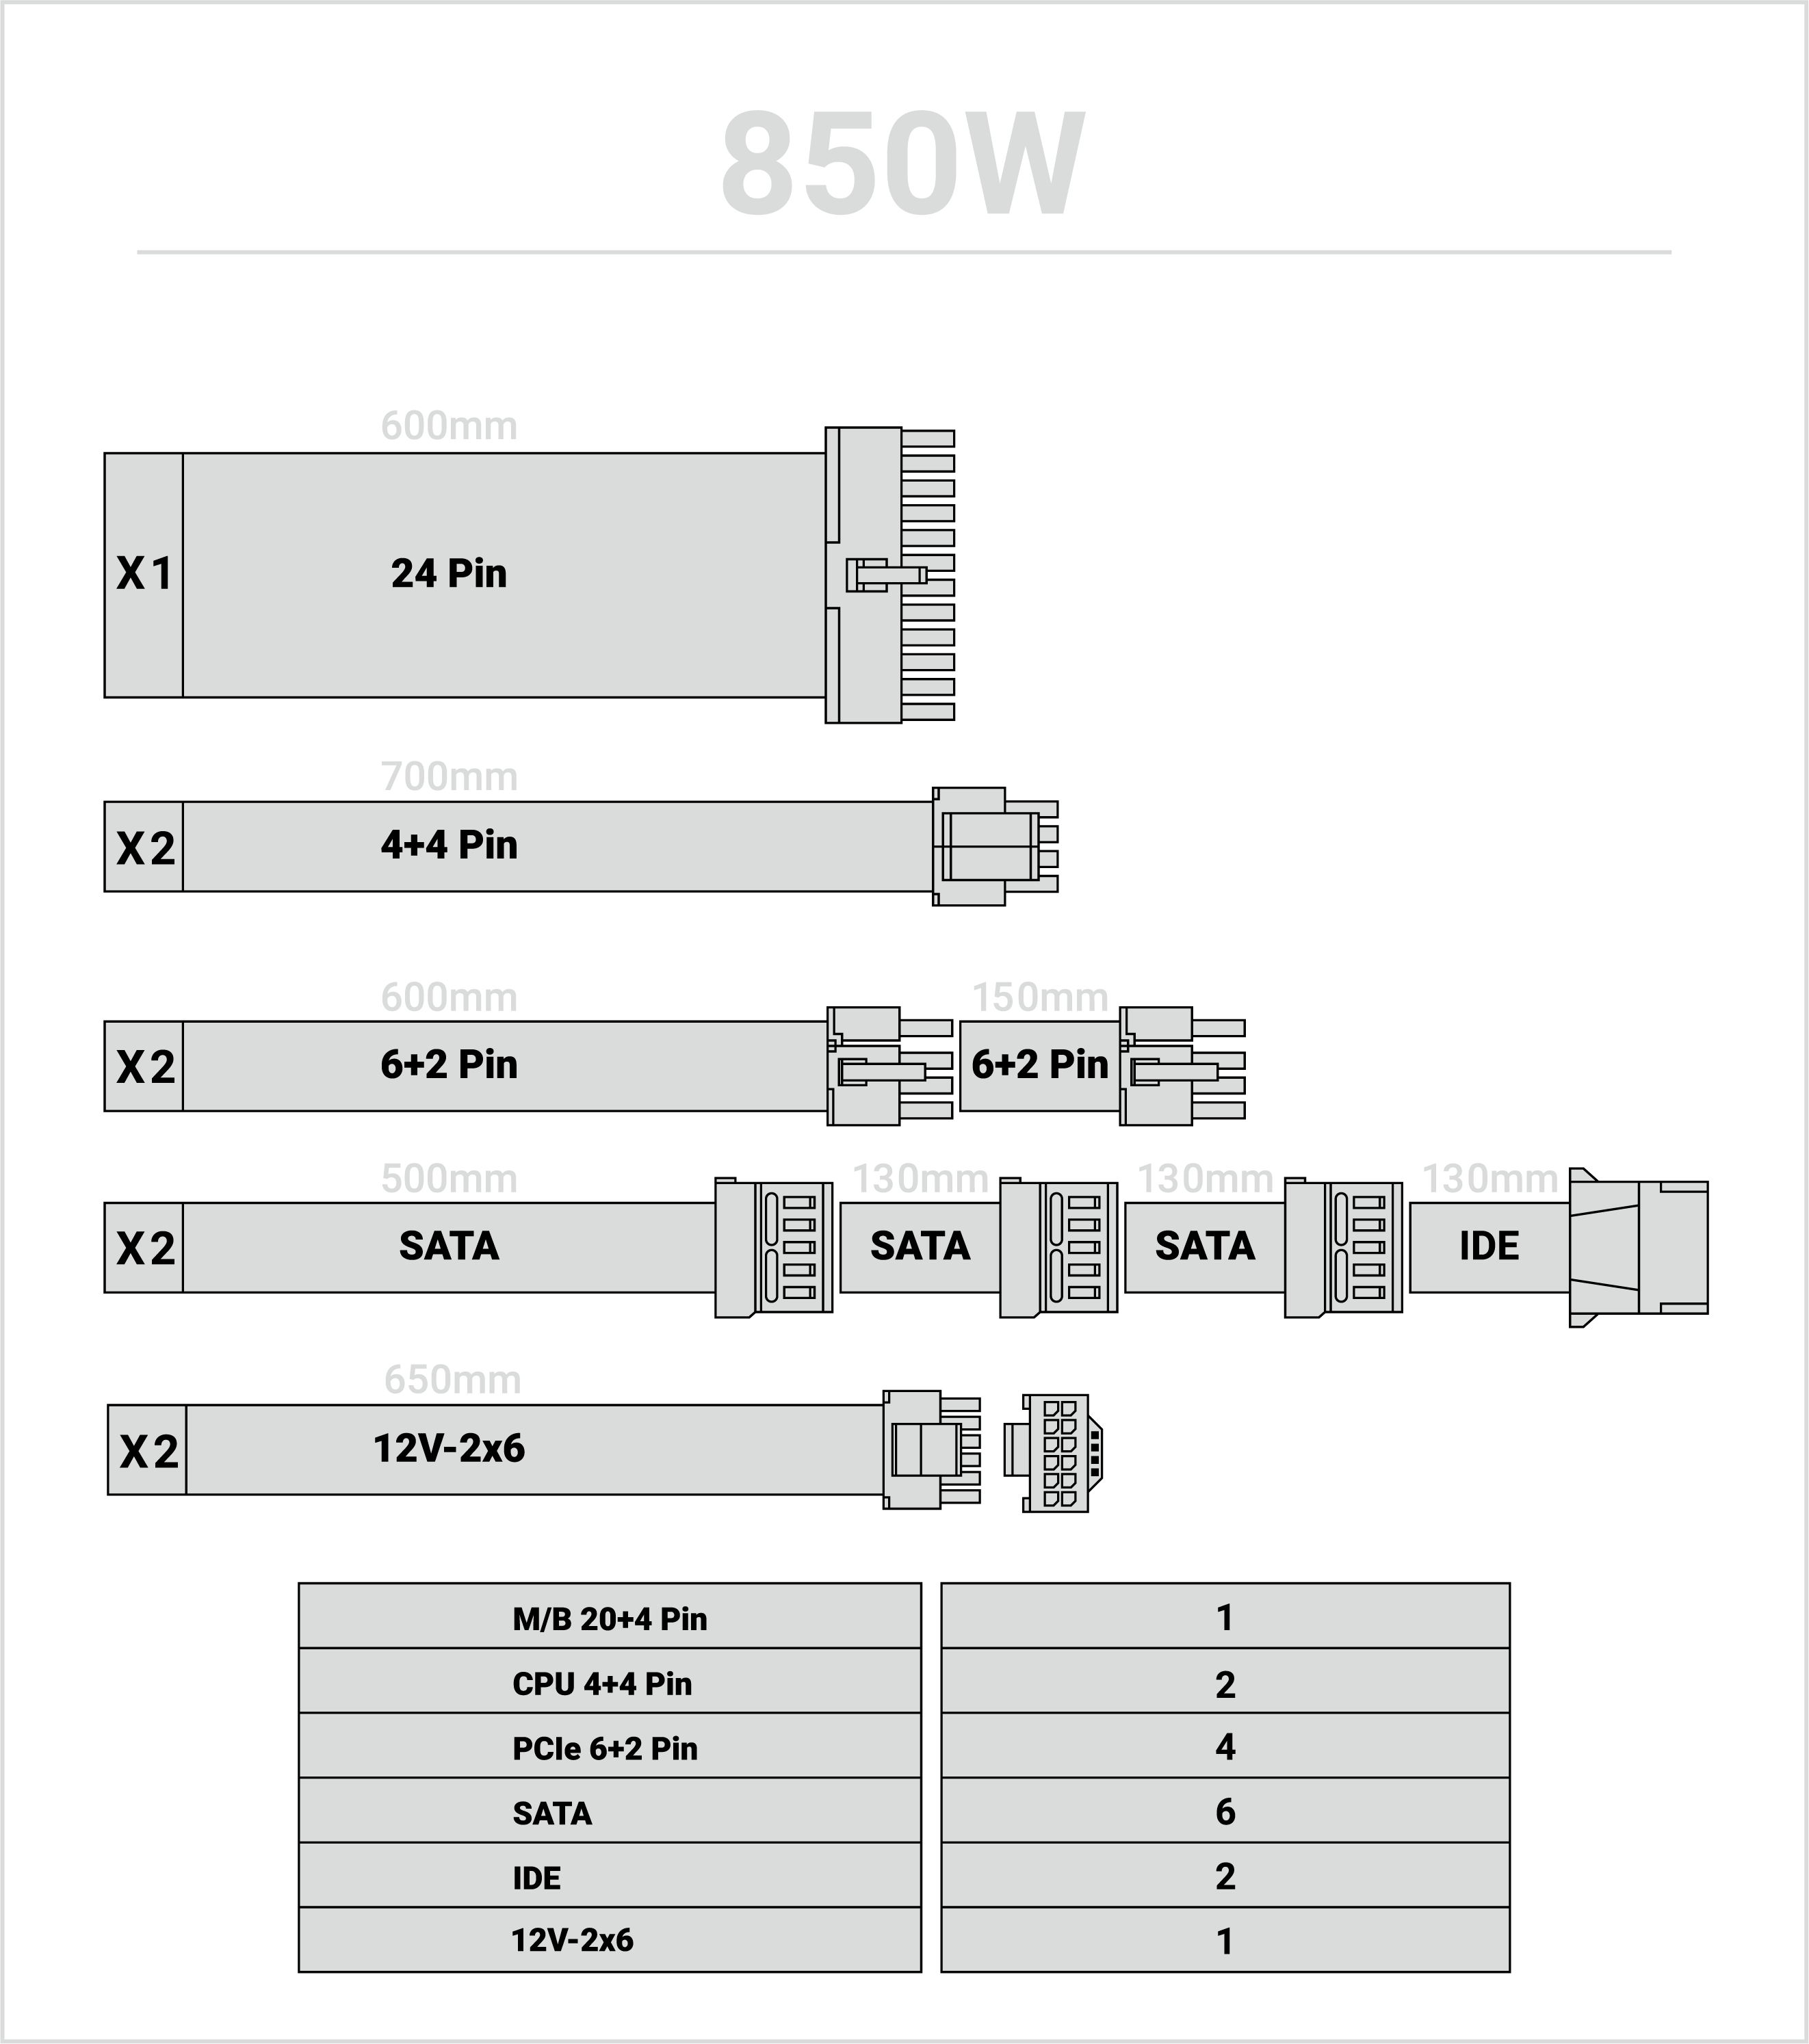 850W
600mm
X1 24 Pin
700mm
X2 4+4 Pin
600mm 150mm
X2 6+2 Pin 6+2 Pin
500mm 130mm 130mm 130mm
X2 SATA SATA SATA IDE
650mm
X2 12V-2x6
M/B 20+4 Pin 1
CPU 4+4 Pin 2
PCIe 6+2 Pin 4
SATA 6
IDE 2
12V-2x6 1